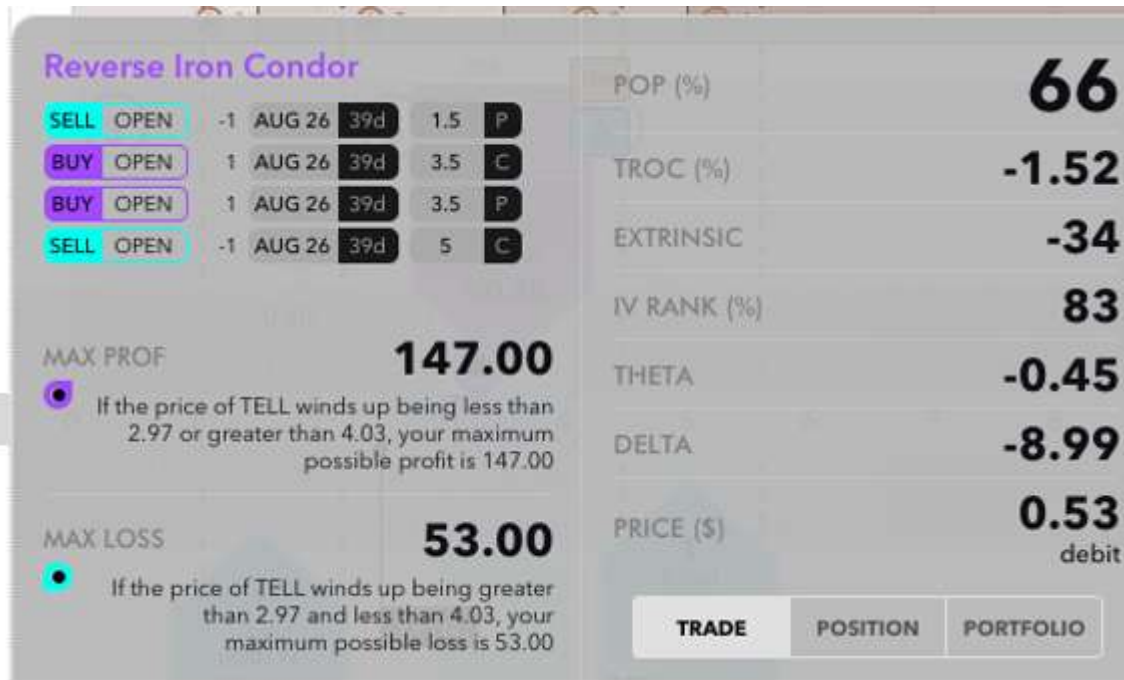 Reverse Iron Condor
SELL OPEN -1 AUG 26 39d 1.5 P
BUY OPEN 1 AUG 26 39d 3.5 C
BUY OPEN 1 AUG 26 39d 3.5 P
SELL OPEN -1 AUG 26 39d 5 C
MAX PROF 147.00
If the price of TELL winds up being less than
2.97 or greater than 4.03, your maximum
possible profit is 147.00
MAX LOSS 53.00
If the price of TELL winds up being greater
than 2.97 and less than 4.03, your
maximum possible loss is 53.00
POP (%) 66
TROC (%) -1.52
EXTRINSIC -34
IV RANK (%) 83
THETA -0.45
DELTA -8.99
PRICE ($) 0.53
debit
TRADE POSITION PORTFOLIO